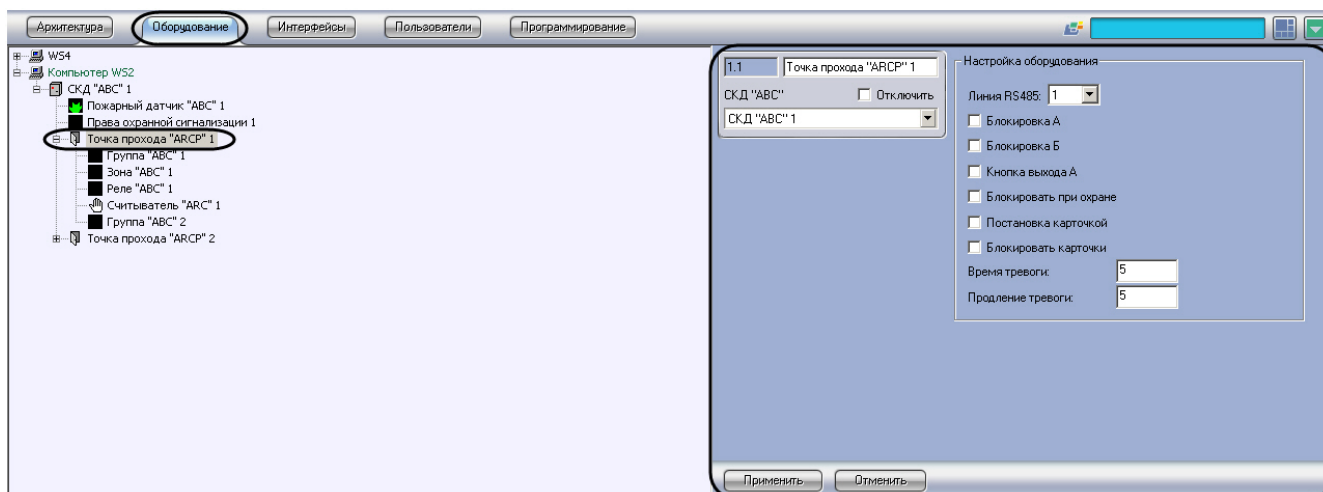 Архитектура Оборудование Интерфейсы Пользователи Программирование
WS4
Компьютер WS2
СКД "ABC" 1
Пожарный датчик "ABC" 1
Права охранной сигнализации 1
Точка прохода "ARCP" 1
Группа "ABC" 1
Зона "ABC" 1
Реле "ABC" 1
Считыватель "ARC" 1
Группа "ABC" 2
Точка прохода "ARCP" 2
1.1 Точка прохода "ARCP" 1
СКД "ABC" Отключить
СКД "ABC" 1
Настройка оборудования
Линия RS485: 1
Блокировка А
Блокировка Б
Кнопка выхода А
Блокировать при охране
Постановка карточкой
Блокировать карточки
Время тревоги: 5
Продление тревоги: 5
Применить Отменить